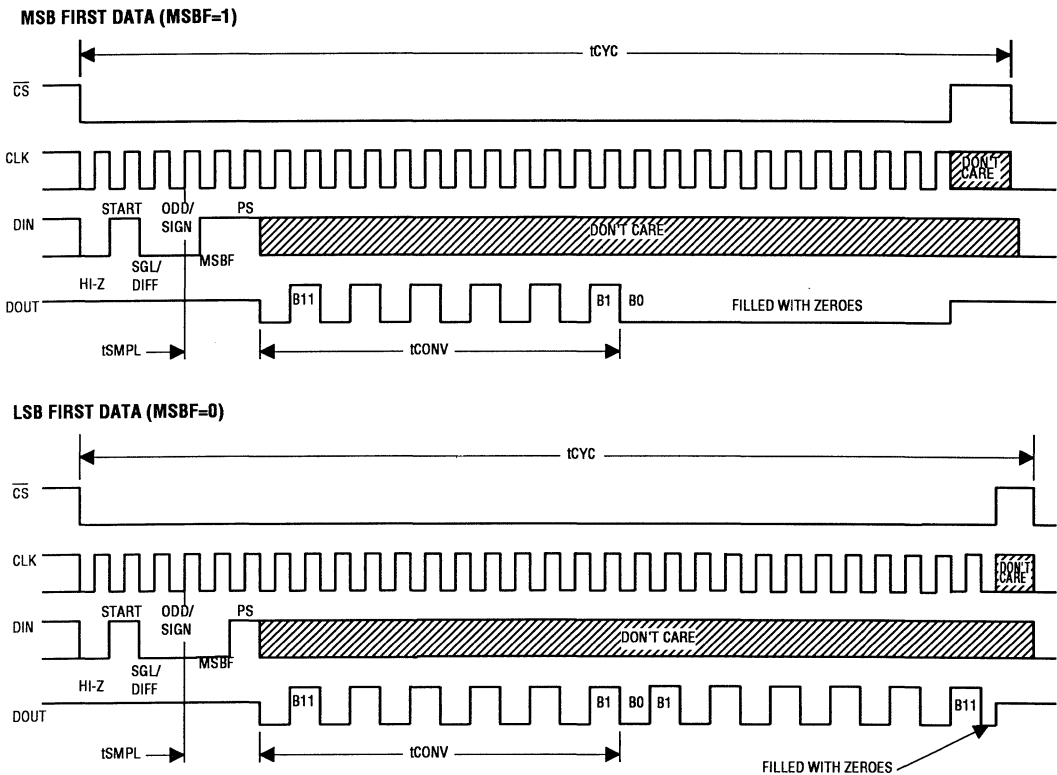 MSB FIRST DATA (MSBF=1)
tCYC
CS
CLK
DON'T
CARE
START
ODD/
SIGN
PS
DIN
DON'T CARE
MSBF
SGL/
DIFF
HI-Z
DOUT
B11
B1
B0
FILLED WITH ZEROES
tSMPL
tCONV
LSB FIRST DATA (MSBF=0)
tCYC
CS
CLK
DON'T
CARE
START
ODD/
SIGN
PS
DIN
DON'T CARE
MSBF
SGL/
DIFF
HI-Z
DOUT
B11
B1
B0
B1
B11
tSMPL
tCONV
FILLED WITH ZEROES